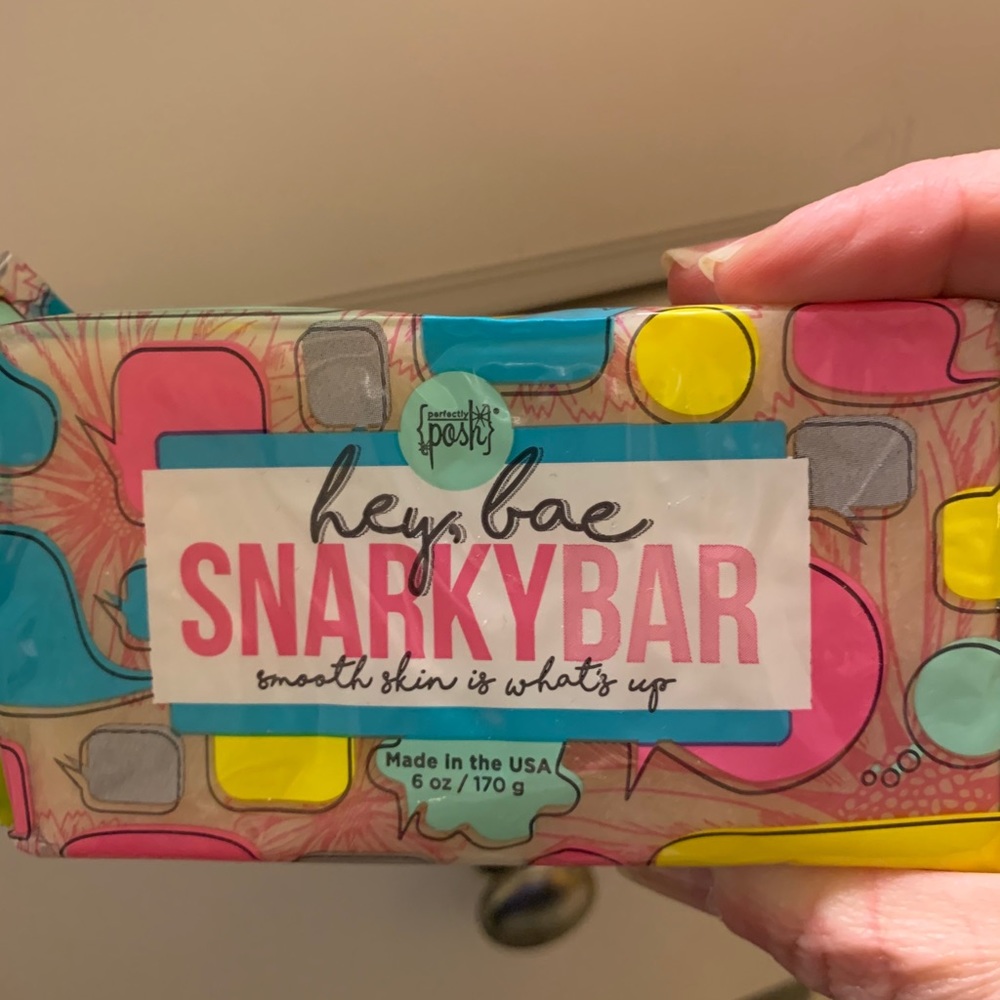 perfectly
{posh}®
hey, bae
SNARKYBAR
smooth skin is what's up
Made in the USA
6 oz / 170 g